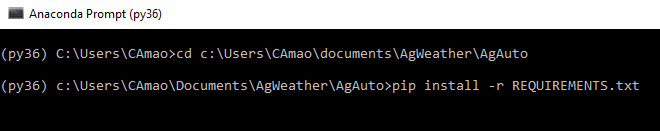 Anaconda Prompt (py36)
(py36) C:\Users\CAmao>cd c:\Users\CAmao\documents\AgWeather\AgAuto
(py36) c:\Users\CAmao\Documents\AgWeather\AgAuto>pip install -r REQUIREMENTS.txt